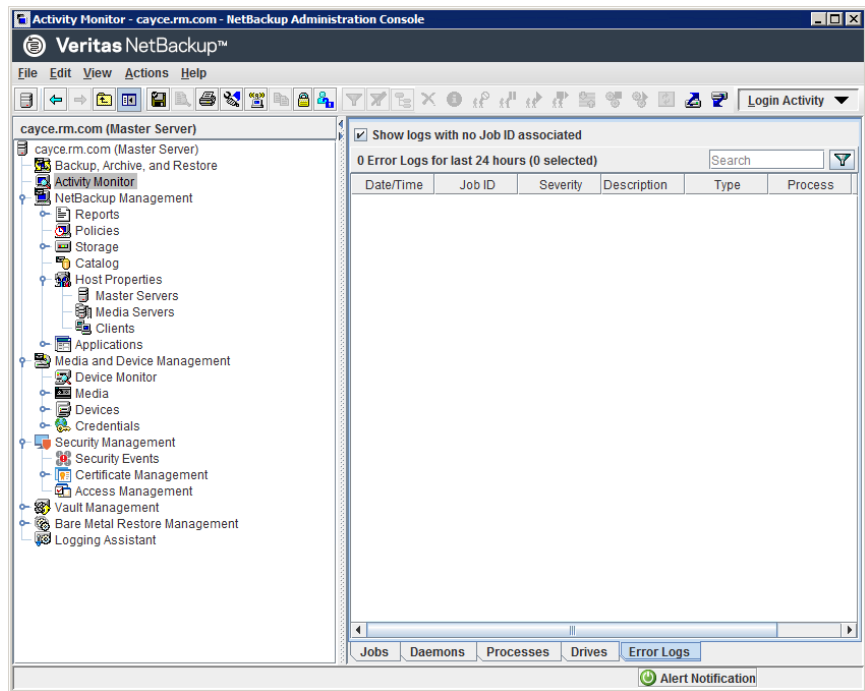 Activity Monitor - cayce.rm.com - NetBackup Administration Console
Veritas NetBackup™
File Edit View Actions Help
Login Activity
cayce.rm.com (Master Server)
cayce.rm.com (Master Server)
Backup, Archive, and Restore
Activity Monitor
NetBackup Management
Reports
Policies
Storage
Catalog
Host Properties
Master Servers
Media Servers
Clients
Applications
Media and Device Management
Device Monitor
Media
Devices
Credentials
Security Management
Security Events
Certificate Management
Access Management
Vault Management
Bare Metal Restore Management
Logging Assistant
Show logs with no Job ID associated
0 Error Logs for last 24 hours (0 selected)
Search
Date/Time Job ID Severity Description Type Process
Jobs Daemons Processes Drives Error Logs
Alert Notification